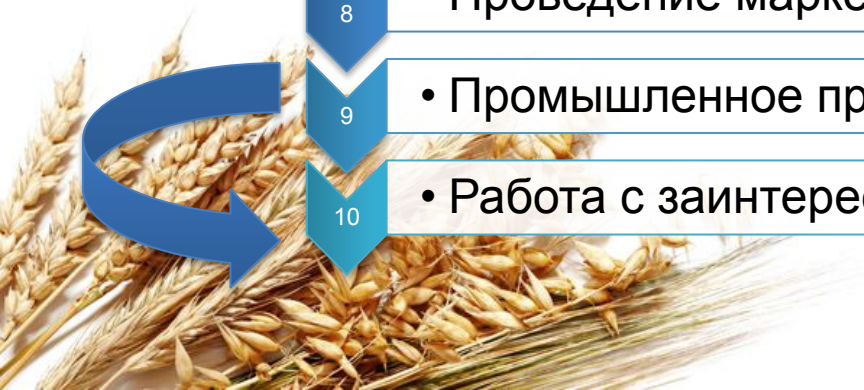 8
• Проведение марке
9
• Промышленное пр
10
• Работа с заинтерес